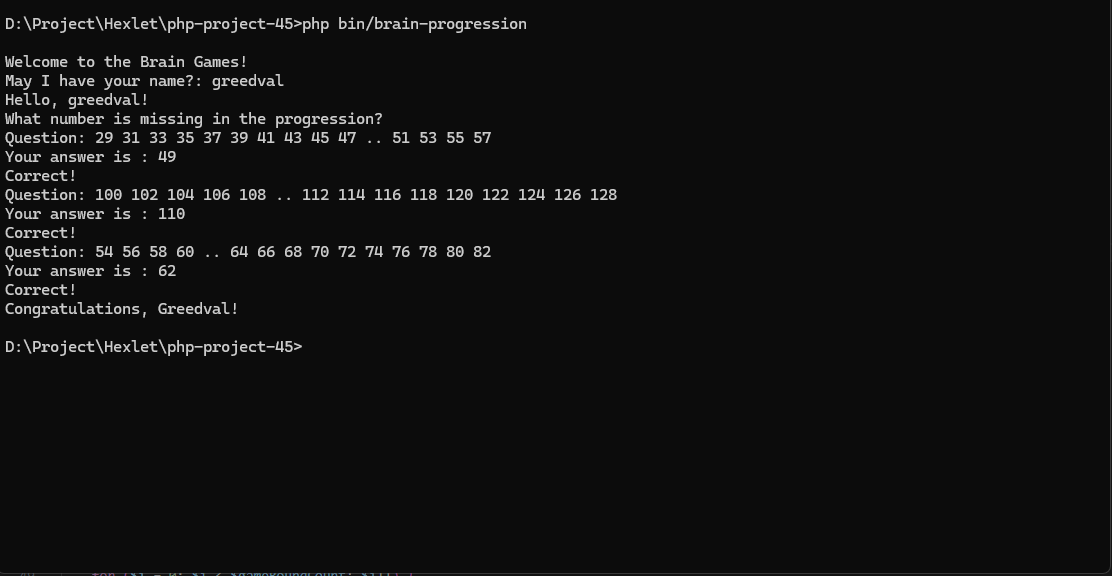 D:\Project\Hexlet\php-project-45>php bin/brain-progression
Welcome to the Brain Games!
May I have your name?: greedval
Hello, greedval!
What number is missing in the progression?
Question: 29 31 33 35 37 39 41 43 45 47 .. 51 53 55 57
Your answer is : 49
Correct!
Question: 100 102 104 106 108 .. 112 114 116 118 120 122 124 126 128
Your answer is : 110
Correct!
Question: 54 56 58 60 .. 64 66 68 70 72 74 76 78 80 82
Your answer is : 62
Correct!
Congratulations, Greedval!
D:\Project\Hexlet\php-project-45>